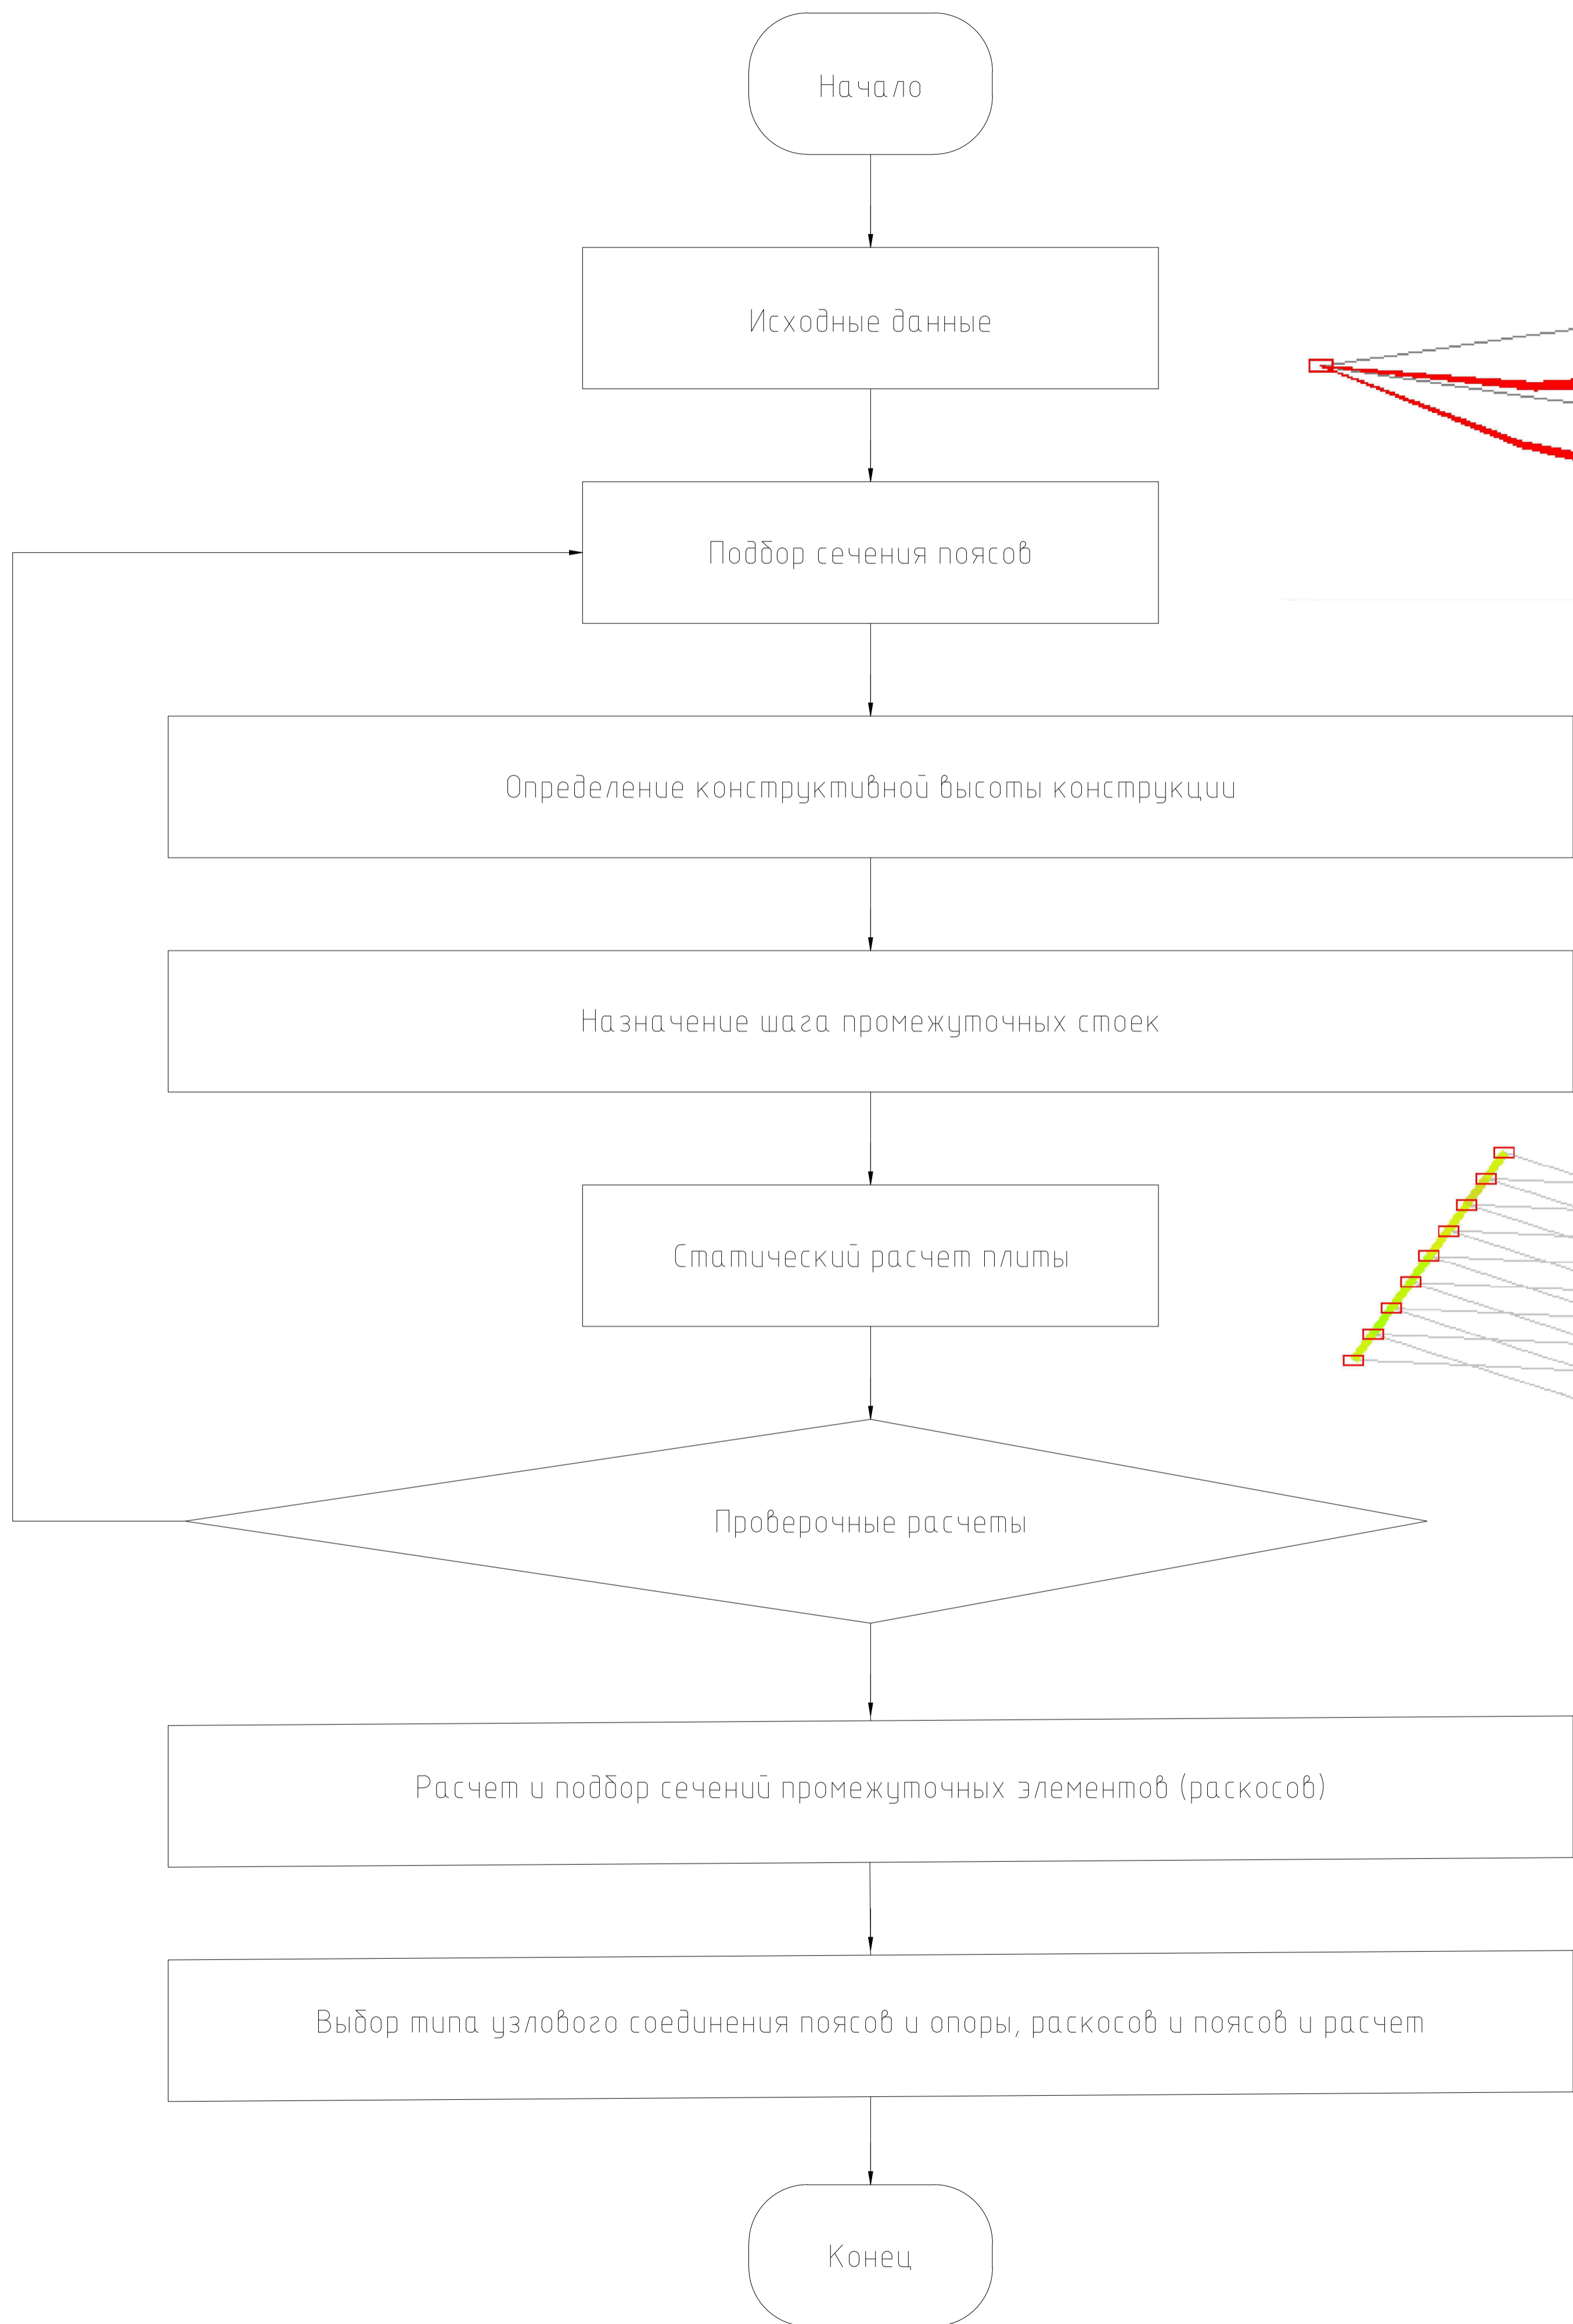 Начало
Исходные данные
Подбор сечения поясов
Определение конструктивной высоты конструкции
Назначение шага промежуточных стоек
Статический расчет плиты
Проверочные расчеты
Расчет и подбор сечений промежуточных элементов (раскосов)
Выбор типа узлового соединения поясов и опоры, раскосов и поясов и расчет
Конец